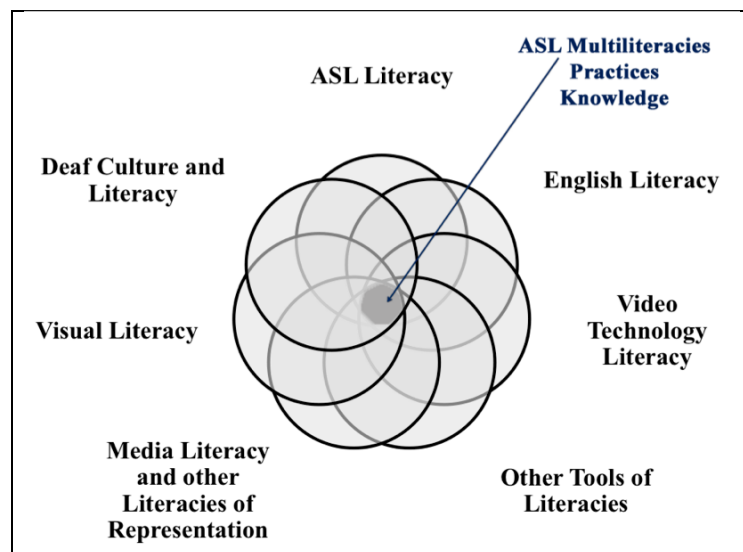 ASL Multiliteracies
Practices
Knowledge
ASL Literacy
Deaf Culture and
Literacy
English Literacy
Visual Literacy
Video
Technology
Literacy
Media Literacy
and other
Literacies of
Representation
Other Tools of
Literacies